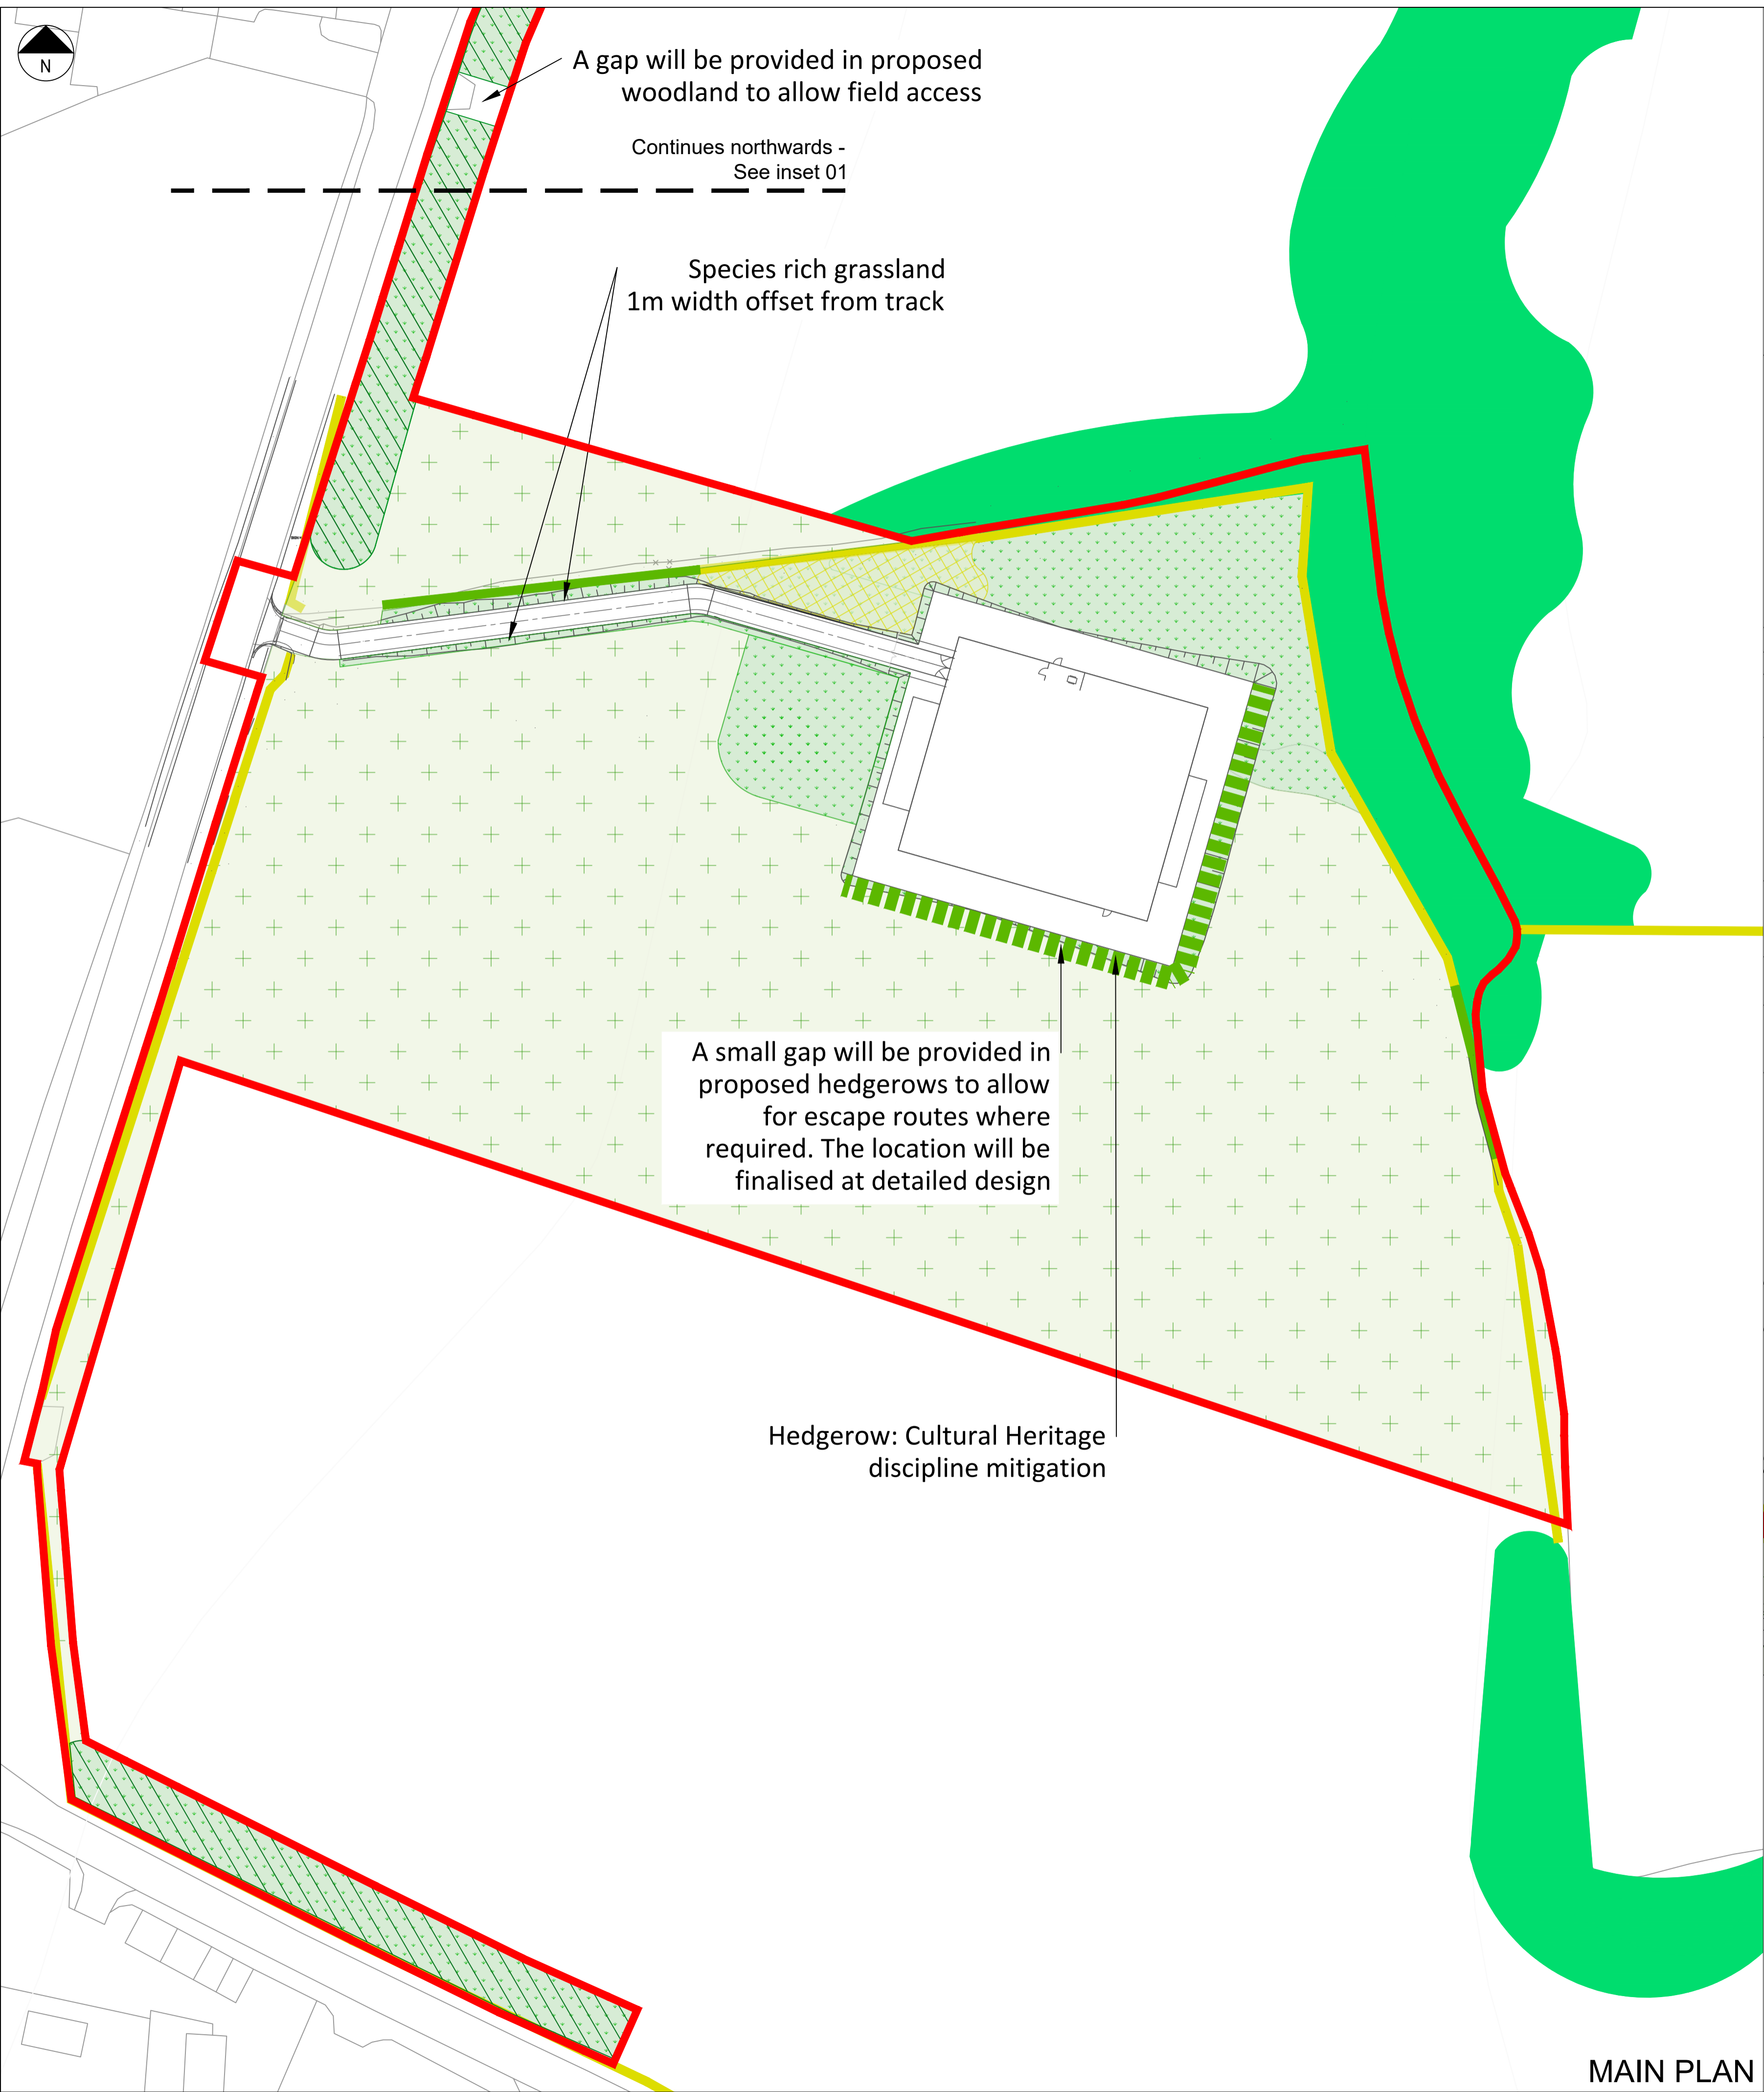 N
A gap will be provided in proposed
woodland to allow field access
Continues northwards -
See inset 01
Species rich grassland
1m width offset from track
A small gap will be provided in
proposed hedgerows to allow
for escape routes where
required. The location will be
finalised at detailed design
Hedgerow: Cultural Heritage
discipline mitigation
MAIN PLAN